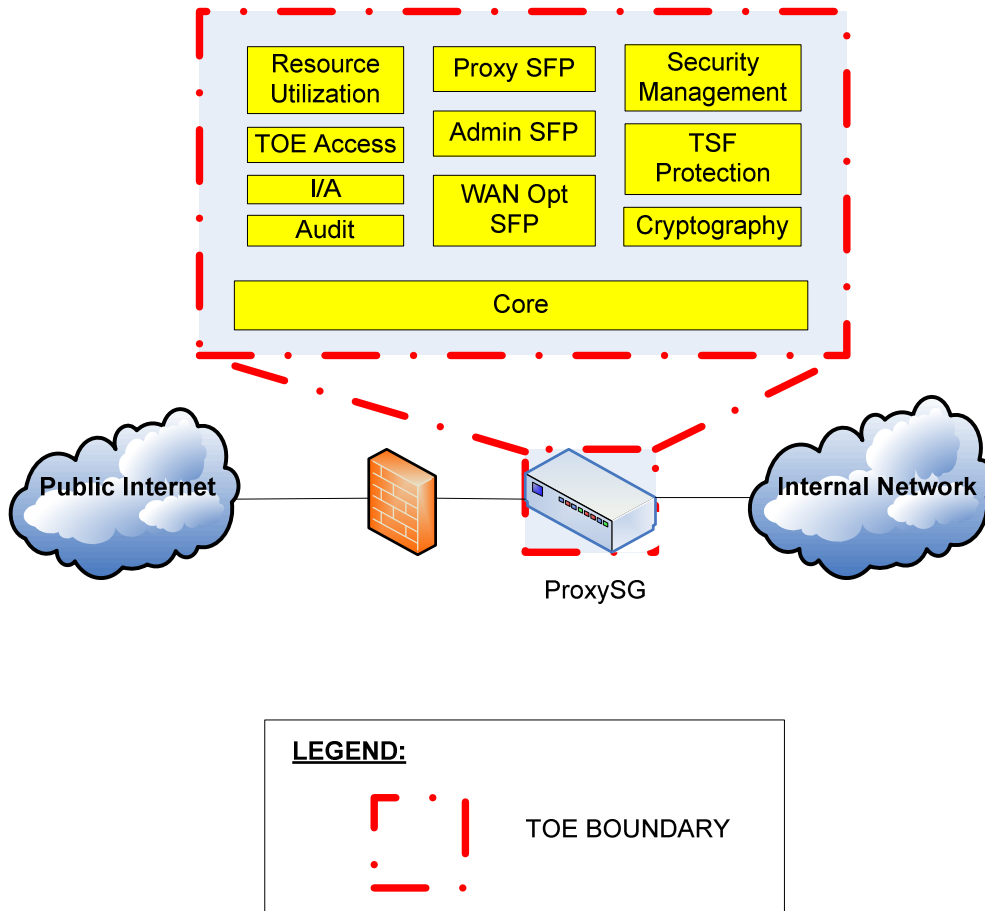 Resource
Utilization
TOE Access
I/A
Audit
Proxy SFP
Admin SFP
WAN Opt
SFP
Security
Management
TSF
Protection
Cryptography
Core
Public Internet
Internal Network
ProxySG
LEGEND:
TOE BOUNDARY